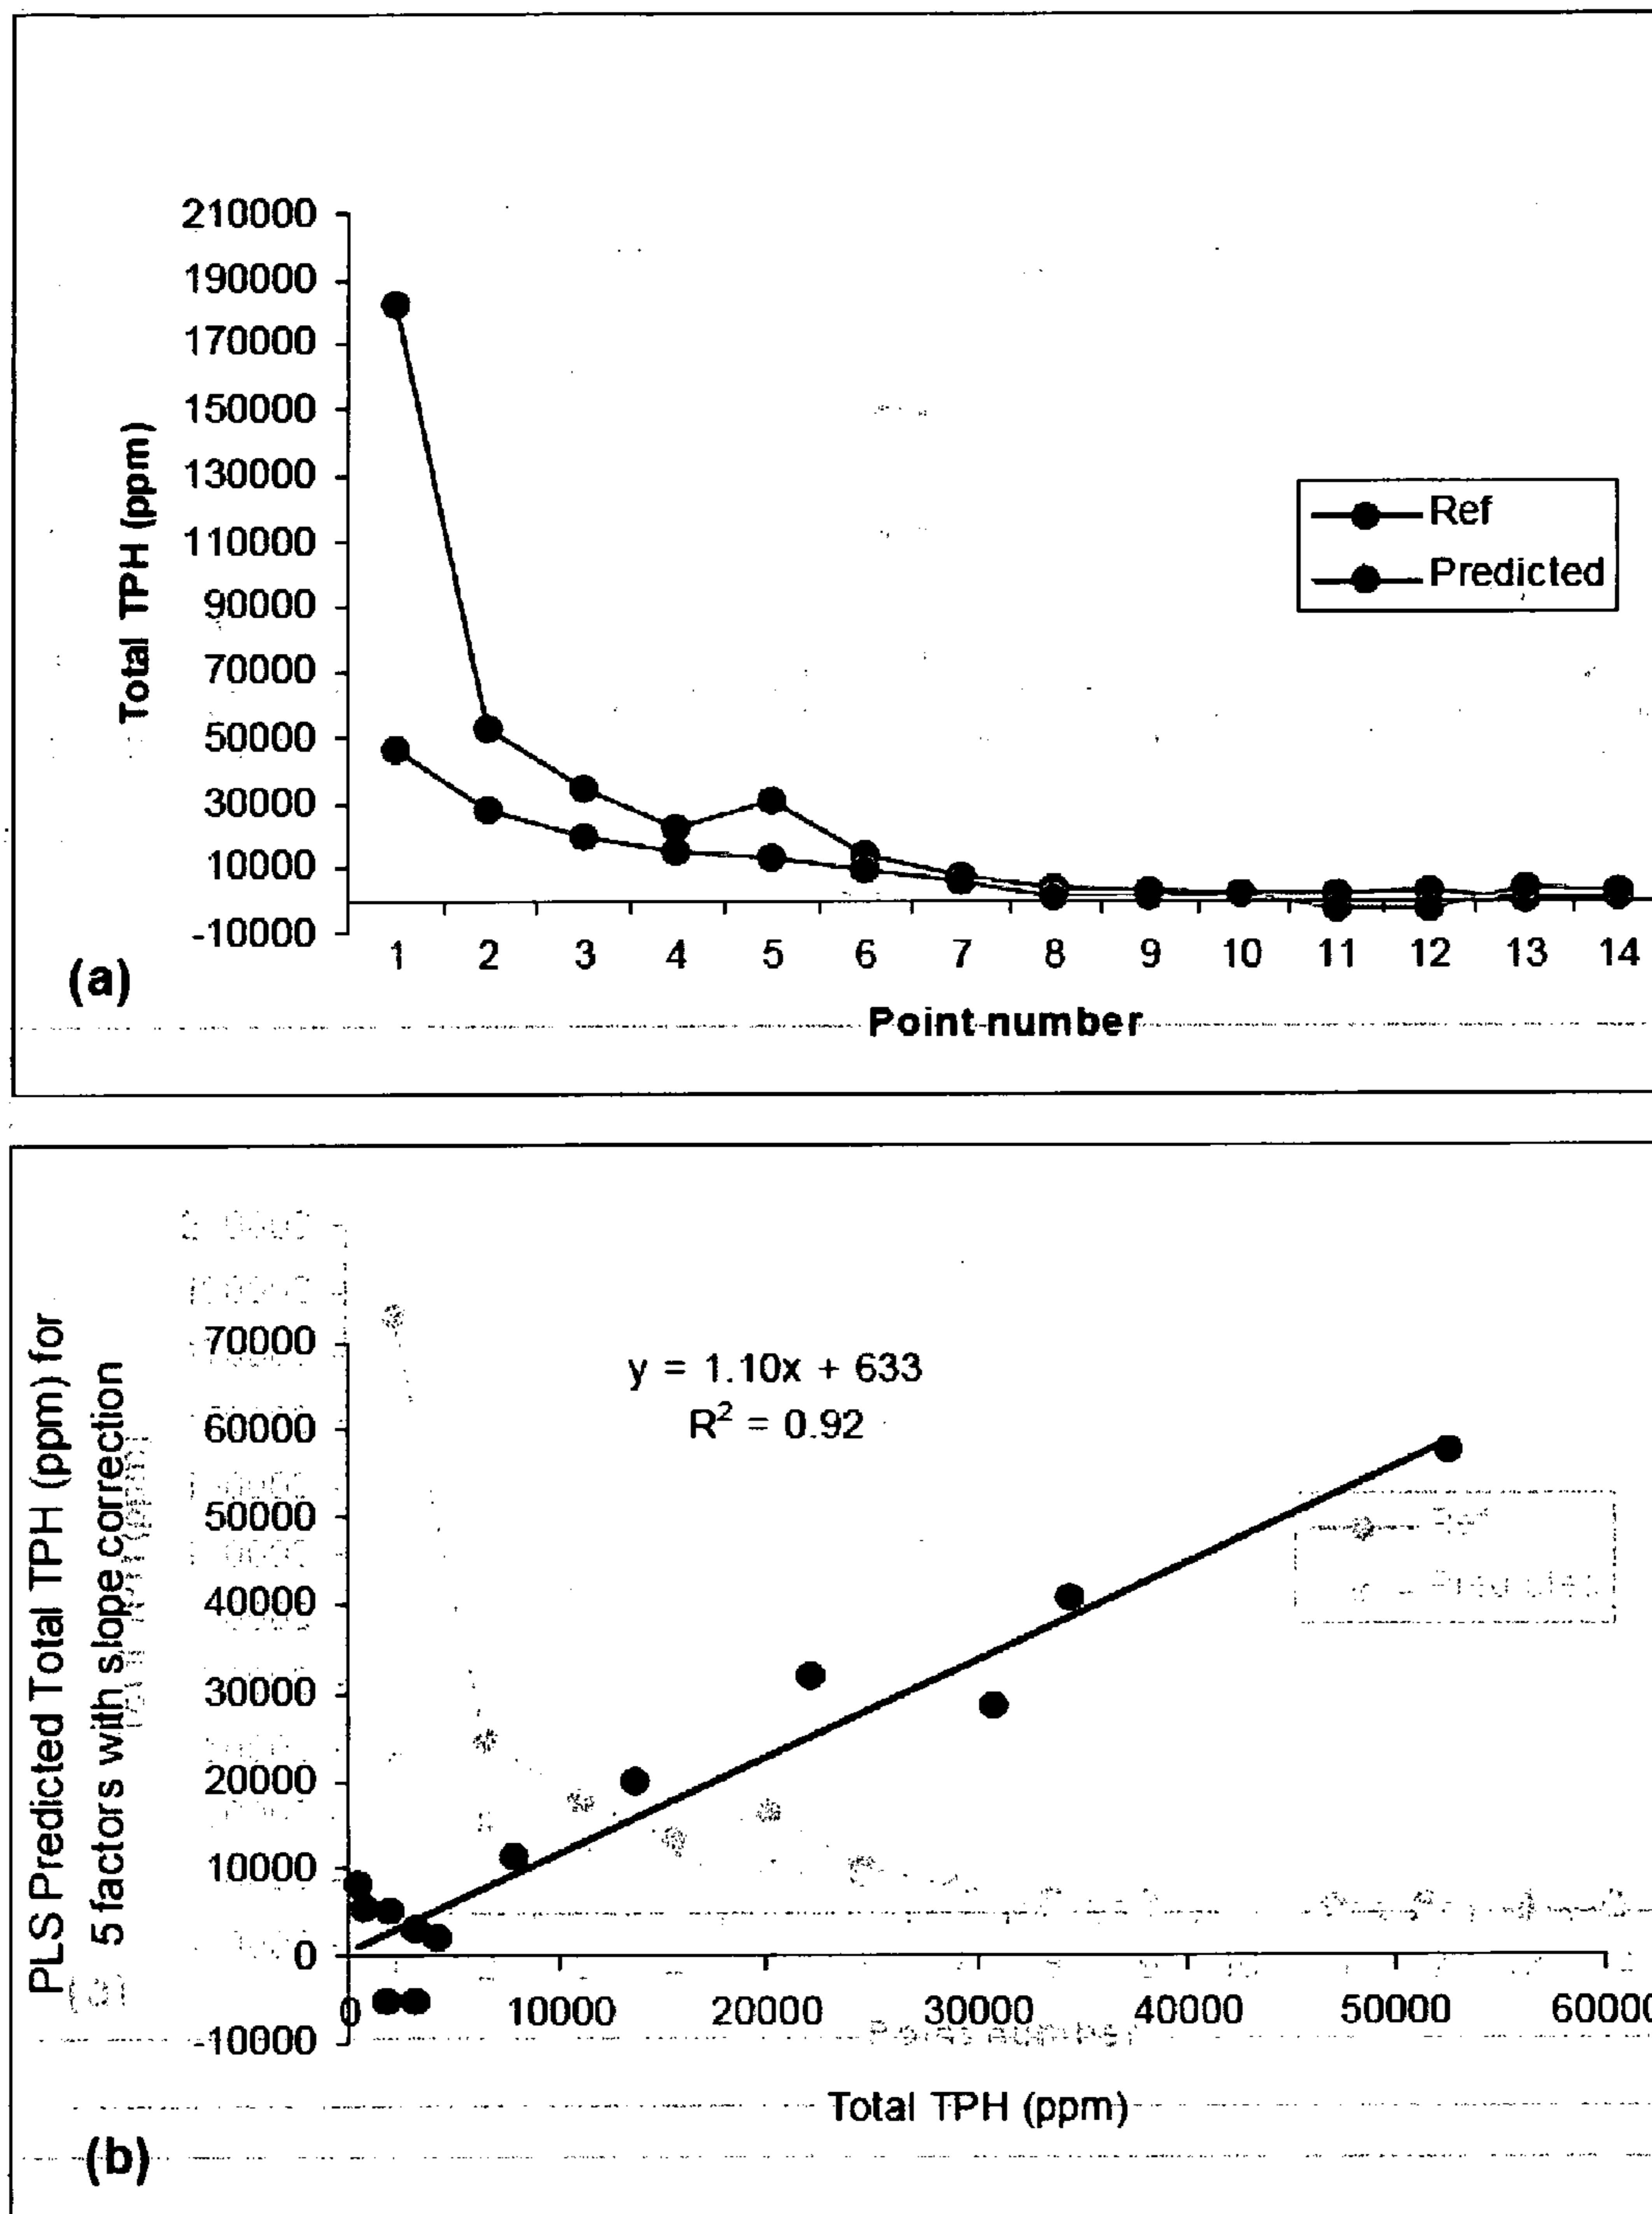 210000
190000
170000
150000
130000
110000
90000
70000
50000
30000
10000
-10000
Total TPH (ppm)
Ref
Predicted
1 2 3 4 5 6 7 8 9 10 11 12 13 14
Point number
(a)
70000
60000
50000
40000
30000
20000
10000
0
-10000
PLS Predicted Total TPH (ppm) for
5 factors with slope correction
y = 1.10x + 633
R² = 0.92
0 10000 20000 30000 40000 50000 60000
Total TPH (ppm)
(b)